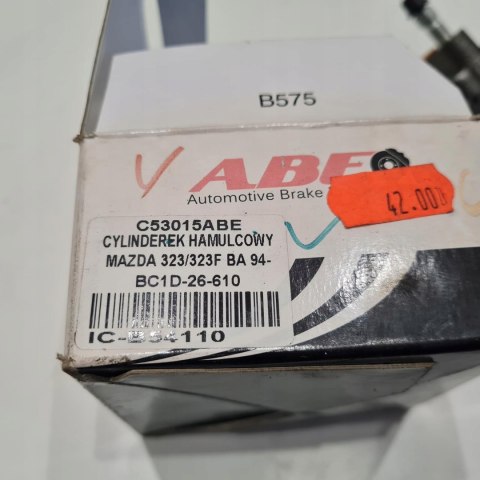 B575
ABE
Automotive Brake
42.00
C53015ABE
CYLINDEREK HAMULCOWY
MAZDA 323/323F BA 94-
BC1D-26-610